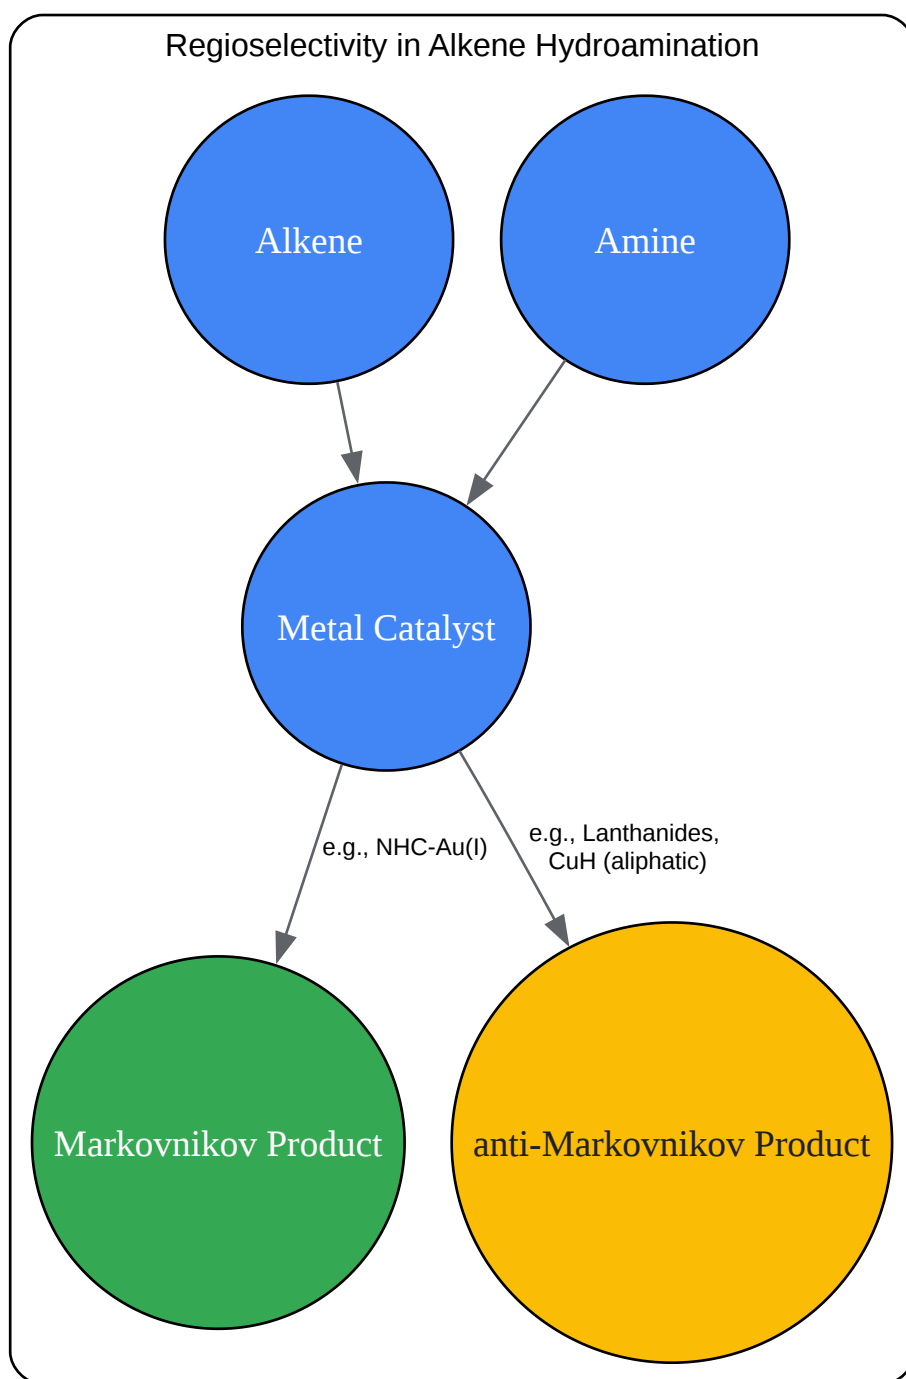 Regioselectivity in Alkene Hydroamination
Alkene
Amine
Metal Catalyst
e.g., NHC-Au(I)
e.g., Lanthanides,
CuH (aliphatic)
Markovnikov Product
anti-Markovnikov Product